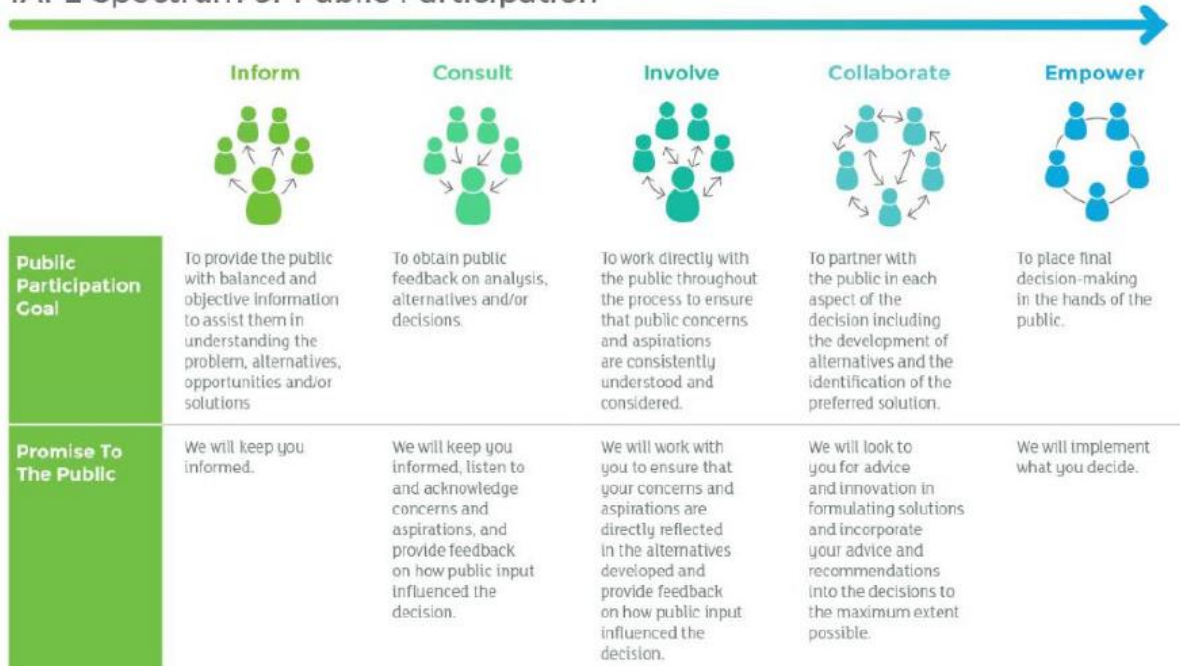 Spectrum of Public Participation
Inform
Consult
Involve
Collaborate
Empower
Public
Participation
Goal
To provide the public
with balanced and
objective information
to assist them in
understanding the
problem, alternatives,
opportunities and/or
solutions
To obtain public
feedback on analysis,
alternatives and/or
decisions.
To work directly with
the public throughout
the process to ensure
that public concerns
and aspirations
are consistently
understood and
considered.
To partner with
the public in each
aspect of the
decision including
the development of
alternatives and the
identification of the
preferred solution.
To place final
decision-making
in the hands of the
public.
Promise To
The Public
We will keep you
informed.
We will keep you
informed, listen to
and acknowledge
concerns and
aspirations, and
provide feedback
on how public input
influenced the
decision.
We will work with
you to ensure that
your concerns and
aspirations are
directly reflected
in the alternatives
developed and
provide feedback
on how public input
influenced the
decision.
We will look to
you for advice
and innovation in
formulating solutions
and incorporate
your advice and
recommendations
into the decisions to
the maximum extent
possible.
We will implement
what you decide.